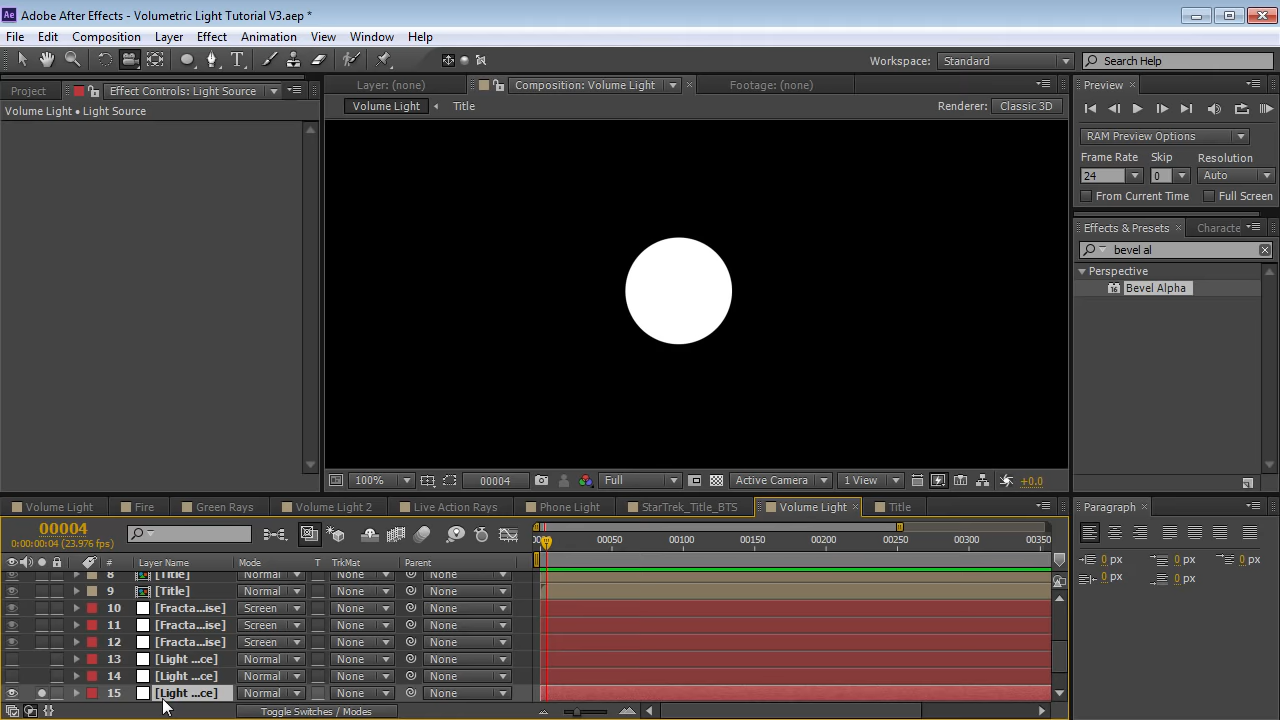 Adobe After Effects - Volumetric Light Tutorial V3.aep *
File Edit Composition Layer Effect Animation View Window Help
Workspace: Standard Search Help
Project Effect Controls: Light Source Layer: (none) Composition: Volume Light Footage: (none) Preview
Volume Light • Light Source Volume Light Title Renderer: Classic 3D
RAM Preview Options
Frame Rate Skip Resolution
24 0 Auto
From Current Time Full Screen
Effects & Presets Characte
bevel al
Perspective
16 Bevel Alpha
100% 00004 Full Active Camera 1 View +0.0
Volume Light Fire Green Rays Volume Light 2 Live Action Rays Phone Light StarTrek_Title_BTS Volume Light Title Paragraph
00004
0:00:00:04 (23.976 fps)
00050 00100 00150 00200 00250 00300 00350
# Layer Name Mode T TrkMat Parent
0 px 0 px 0 px
0 px 0 px
8 [Title] Normal None None
9 [Title] Normal None None
10 [Fracta...ise] Screen None None
11 [Fracta...ise] Screen None None
12 [Fracta...ise] Screen None None
13 [Light ...ce] Normal None None
14 [Light ...ce] Normal None None
15 [Light ...ce] Normal None None
Toggle Switches / Modes